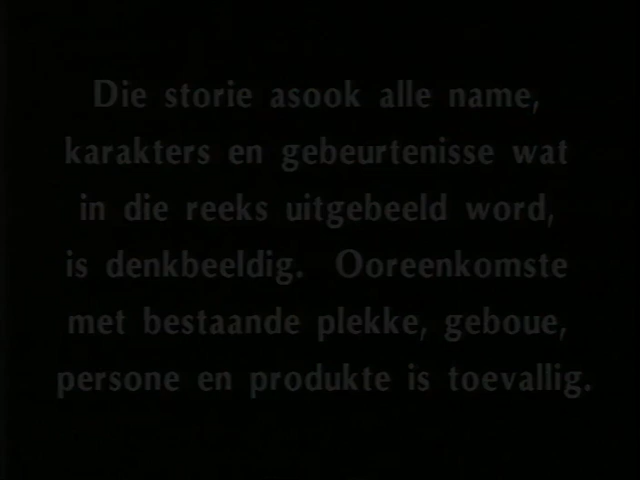 Die storie asook alle name,
karakters en gebeurtenisse wat
in die reeks uitgebeeld word,
is denkbeeldig. Ooreenkomste
met bestaande plekke, geboue,
persone en produkte is toevallig.